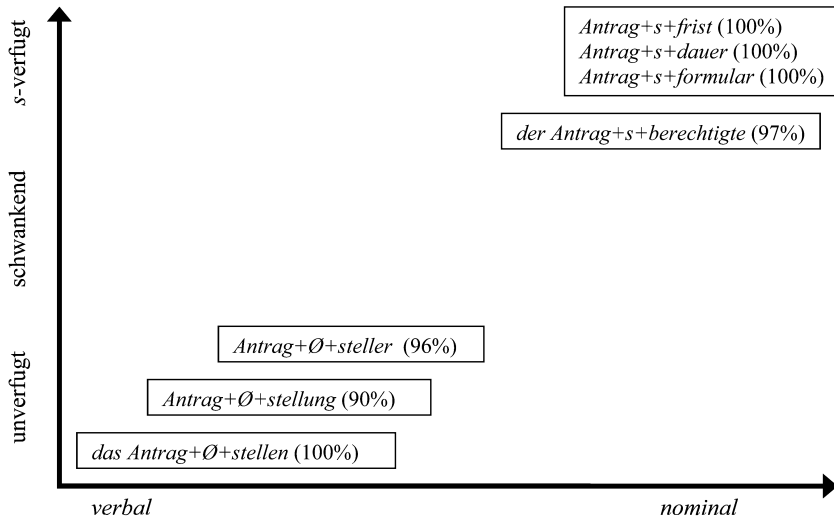 s-verfugt
schwankend
unverfugt
Antrag+s+frist (100%)
Antrag+s+dauer (100%)
Antrag+s+formular (100%)
der Antrag+s+berechtigte (97%)
Antrag+Ø+steller (96%)
Antrag+Ø+stellung (90%)
das Antrag+Ø+stellen (100%)
verbal
nominal